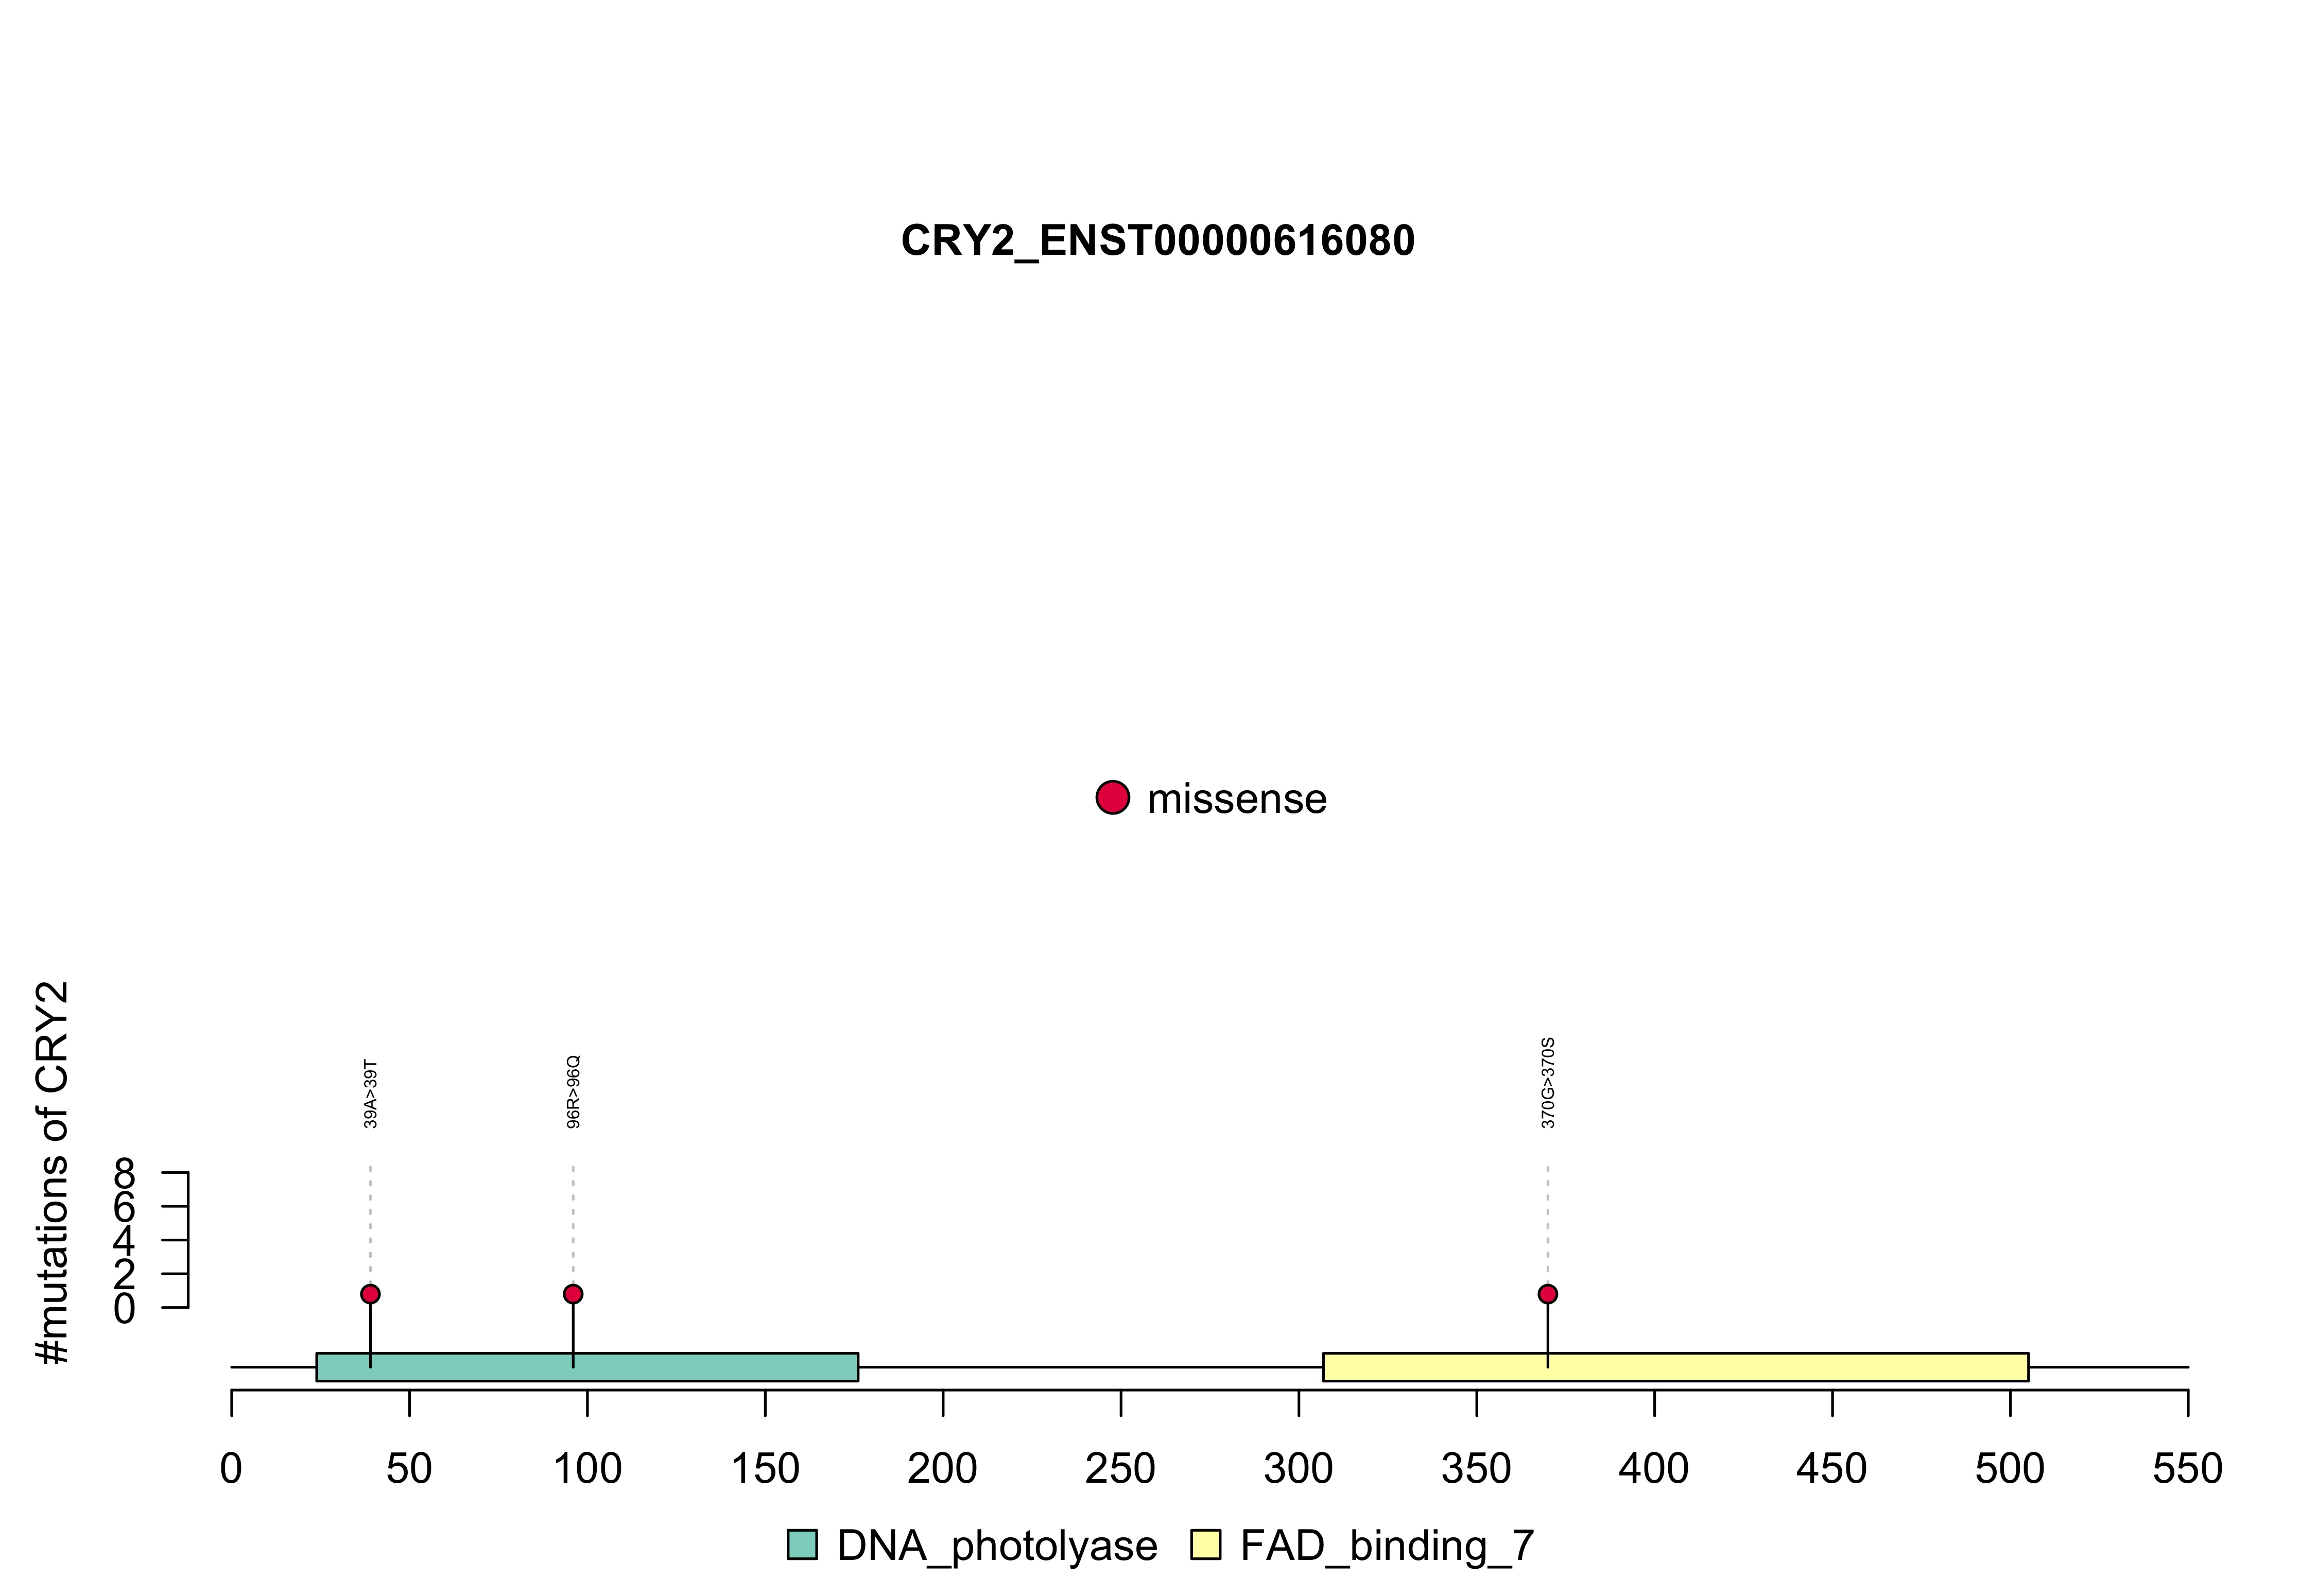 CRY2_ENST00000616080
missense
#mutations of CRY2
39A>39T
96R>96Q
370G>370S
8
6
4
2
0
0 50 100 150 200 250 300 350 400 450 500 550
DNA_photolyase FAD_binding_7